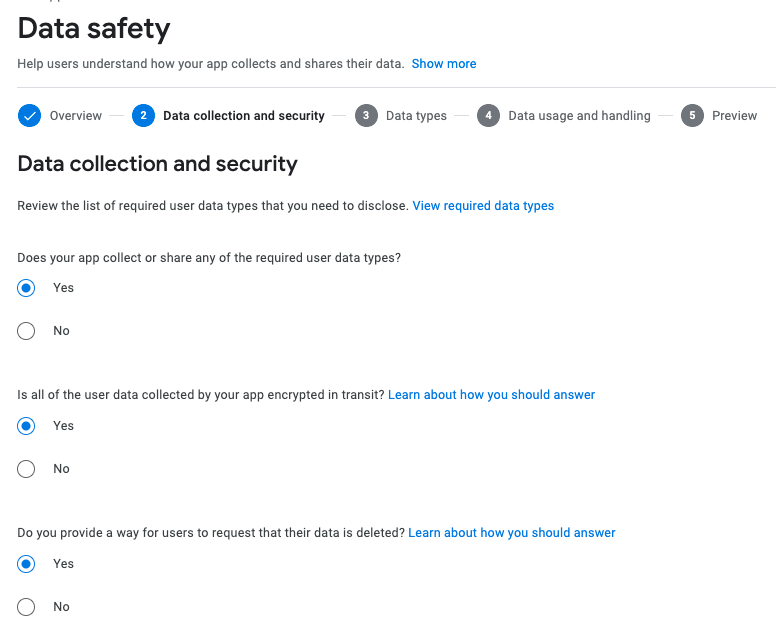 Data safety
Help users understand how your app collects and shares their data. Show more
Overview 2 Data collection and security 3 Data types 4 Data usage and handling 5 Preview
Data collection and security
Review the list of required user data types that you need to disclose. View required data types
Does your app collect or share any of the required user data types?
Yes
No
Is all of the user data collected by your app encrypted in transit? Learn about how you should answer
Yes
No
Do you provide a way for users to request that their data is deleted? Learn about how you should answer
Yes
No